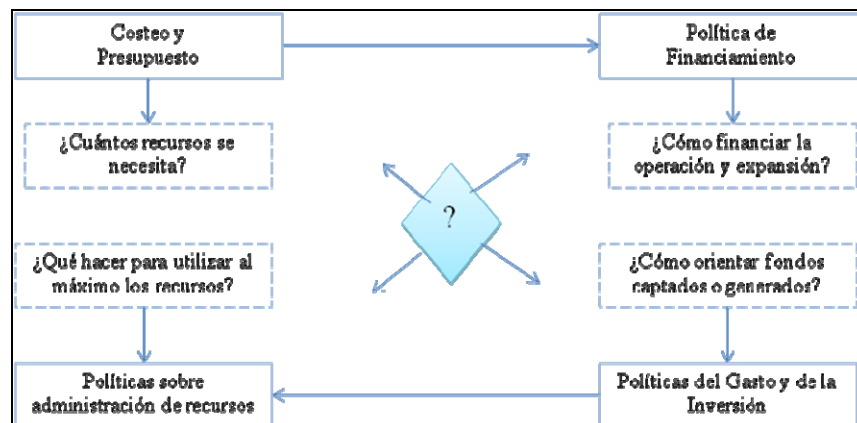 Costeo y
Presupuesto
Política de
Financiamiento
¿Cuántos recursos se
necesita?
¿Cómo financiar la
operación y expansión?
?
¿Qué hacer para utilizar al
máximo los recursos?
¿Cómo orientar fondos
captados o generados?
Políticas sobre
administración de recursos
Políticas del Gasto y de la
Inversión